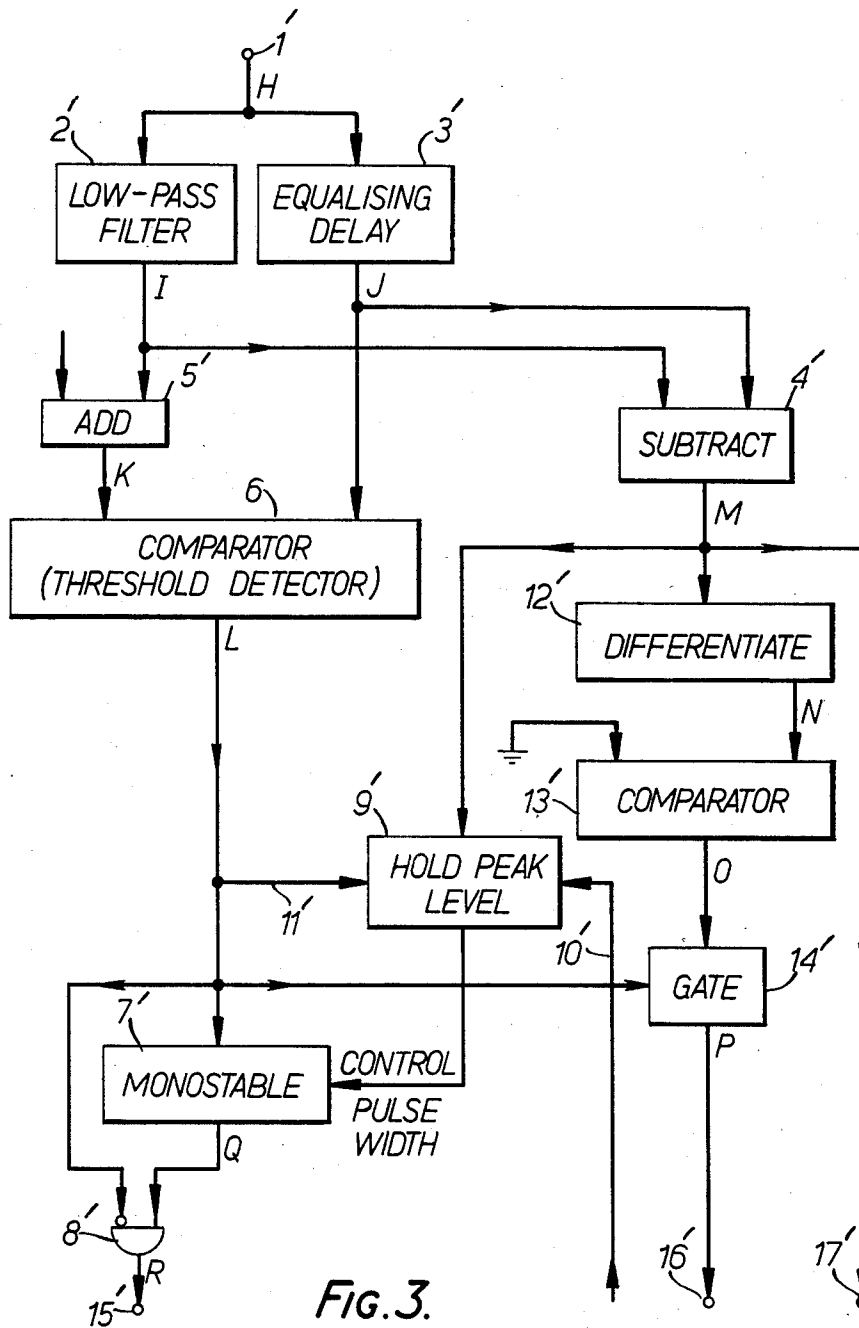 1'
H
2'
3'
LOW-PASS
FILTER
EQUALISING
DELAY
I
J
5'
4'
ADD
SUBTRACT
K
6
M
COMPARATOR
(THRESHOLD DETECTOR)
12'
DIFFERENTIATE
L
N
9'
13'
COMPARATOR
HOLD PEAK
LEVEL
O
11'
10'
14'
GATE
7'
P
MONOSTABLE
CONTROL
PULSE
WIDTH
Q
8'
R
15'
FIG. 3.
16'
17'